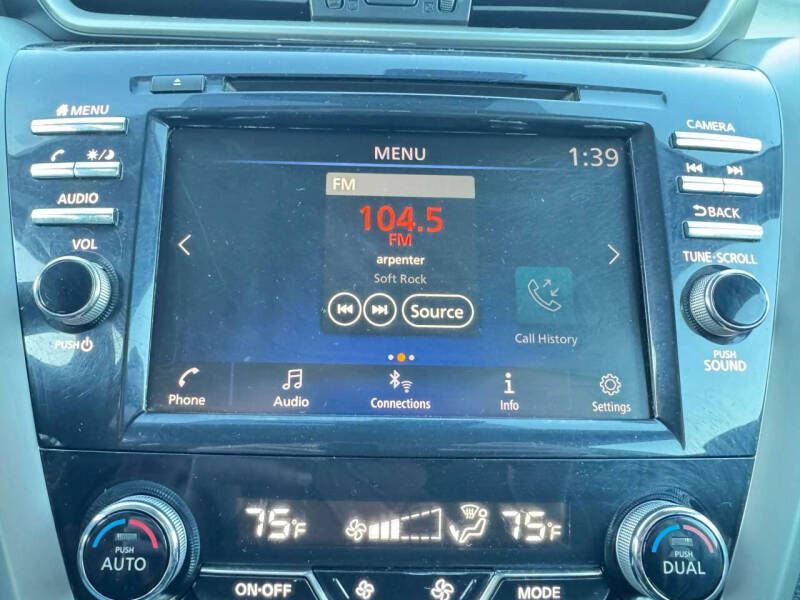 MENU
CAMERA
MENU 1:39
FM
AUDIO
104.5
FM
BACK
VOL
arpenter
TUNE·SCROLL
Soft Rock
Source
PUSH
Call History
PUSH
SOUND
Phone Audio Connections Info Settings
75°F 75°F
PUSH
AUTO
PUSH
DUAL
ON·OFF MODE